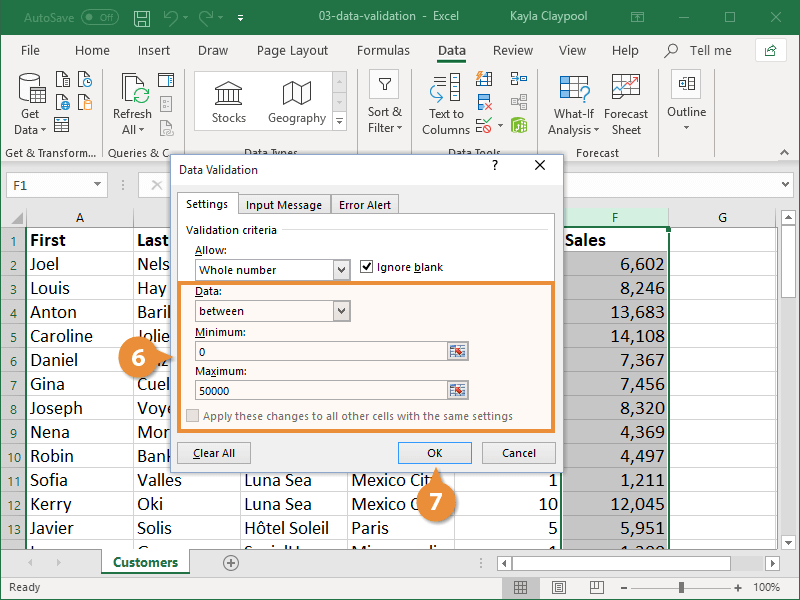 AutoSave Off 03-data-validation - Excel Kayla Claypool
File Home Insert Draw Page Layout Formulas Data Review View Help Tell me
Get Data
Refresh All
Stocks
Geography
Sort & Filter
Text to Columns
What-If Analysis
Forecast Sheet
Outline
Get & Transform... Queries & C... Data Types Data Tools Forecast
F1
Data Validation ?
Settings Input Message Error Alert
Validation criteria
Allow:
Whole number Ignore blank
Data:
between
Minimum:
0
Maximum:
50000
Apply these changes to all other cells with the same settings
Clear All OK Cancel
6
7
A F G
1 First Last Sales
2 Joel Nels 6,602
3 Louis Hay 8,246
4 Anton Baril 13,683
5 Caroline Jolie 14,108
6 Daniel 7,367
7 Gina Cuel 7,456
8 Joseph Voye 8,320
9 Nena Mor 4,369
10 Robin Bank 4,497
11 Sofia Valles Luna Sea Mexico City 1 1,211
12 Kerry Oki Luna Sea Mexico C 10 12,045
13 Javier Solis Hôtel Soleil Paris 5 5,951
Customers
Ready 100%